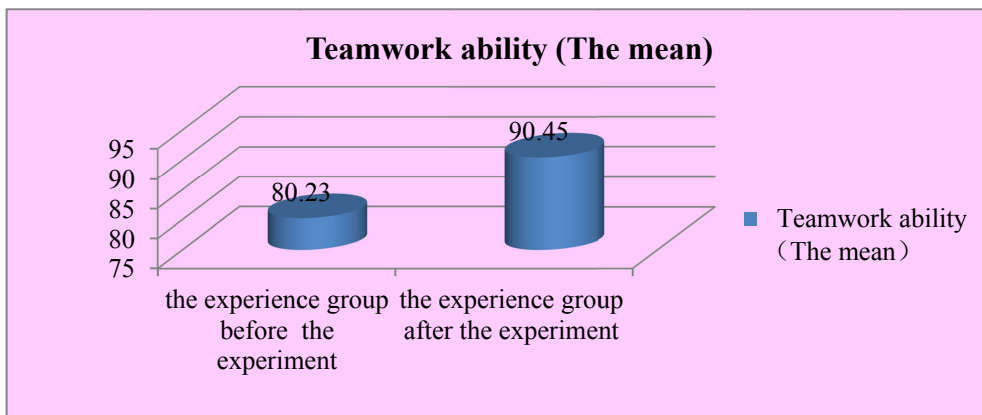 Teamwork ability (The mean)
95
90
85
80
75
80.23
90.45
the experience group
before the
experiment
the experience group
after the experiment
Teamwork ability
（The mean）